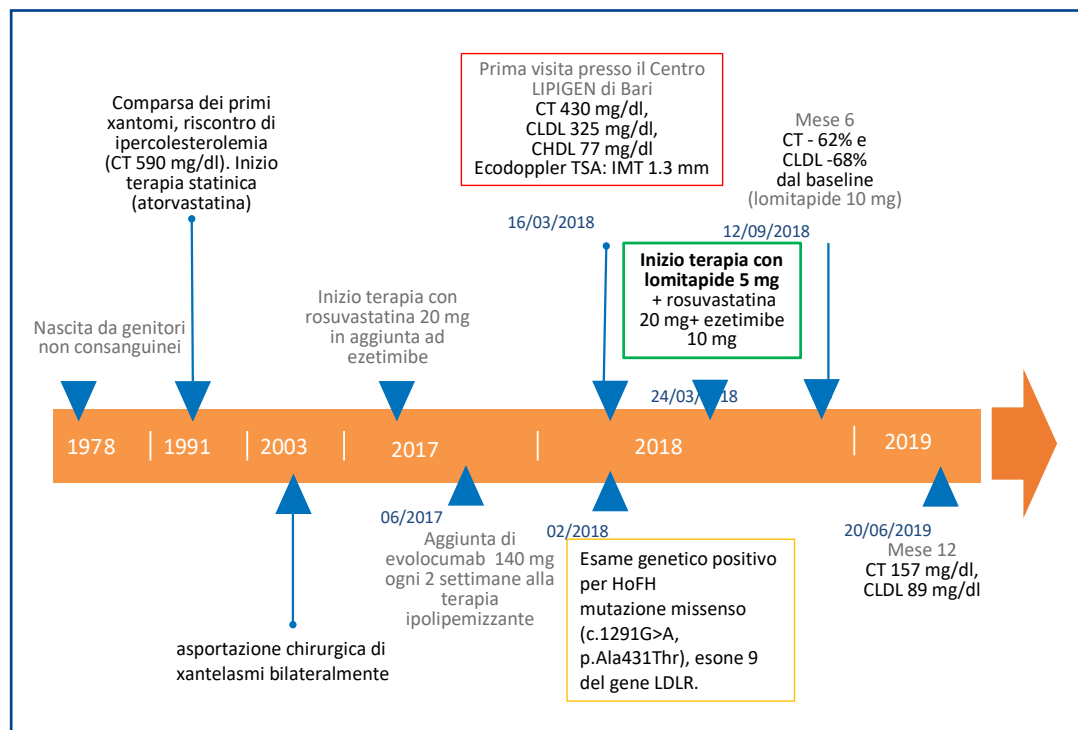 Prima visita presso il Centro
LIPIGEN di Bari
CT 430 mg/dl,
CLDL 325 mg/dl,
CHDL 77 mg/dl
Ecodoppler TSA: IMT 1.3 mm
Comparsa dei primi
xantomi, riscontro di
ipercolesterolemia
(CT 590 mg/dl). Inizio
terapia statinica
(atorvastatina)
Mese 6
CT - 62% e
CLDL -68%
dal baseline
(lomitapide 10 mg)
16/03/2018
12/09/2018
Inizio terapia con
lomitapide 5 mg
+ rosuvastatina
20 mg+ ezetimibe
10 mg
Inizio terapia con
rosuvastatina 20 mg
in aggiunta ad
ezetimibe
Nascita da genitori
non consanguinei
24/03/2018
1978
1991
2003
2017
2018
2019
06/2017
Aggiunta di
evolocumab 140 mg
ogni 2 settimane alla
terapia
ipolipemizzante
02/2018
Esame genetico positivo
per HoFH
mutazione missenso
(c.1291G>A,
p.Ala431Thr), esone 9
del gene LDLR.
20/06/2019
Mese 12
CT 157 mg/dl,
CLDL 89 mg/dl
asportazione chirurgica di
xantelasmi bilateralmente